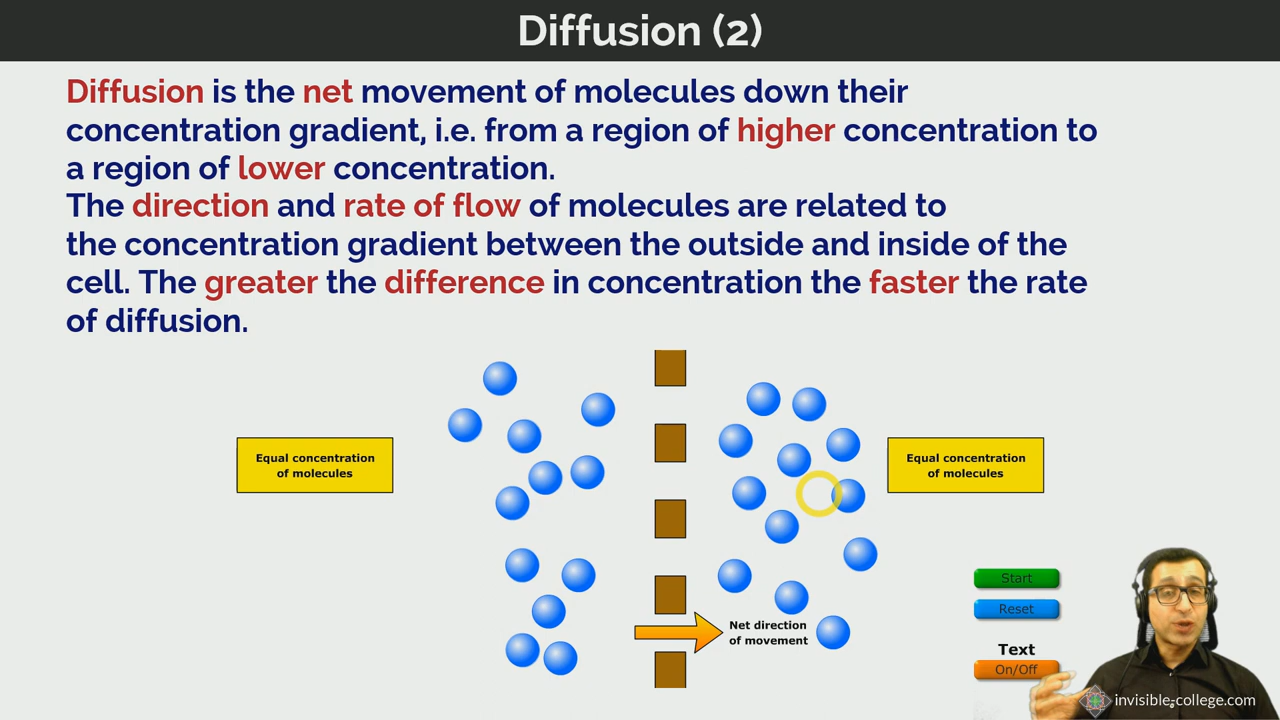 Diffusion (2)
Diffusion is the net movement of molecules down their
concentration gradient, i.e. from a region of higher concentration to
a region of lower concentration.
The direction and rate of flow of molecules are related to
the concentration gradient between the outside and inside of the
cell. The greater the difference in concentration the faster the rate
of diffusion.
Equal concentration
of molecules
Equal concentration
of molecules
Net direction
of movement
Start
Reset
Text
On/Off
invisible-college.com